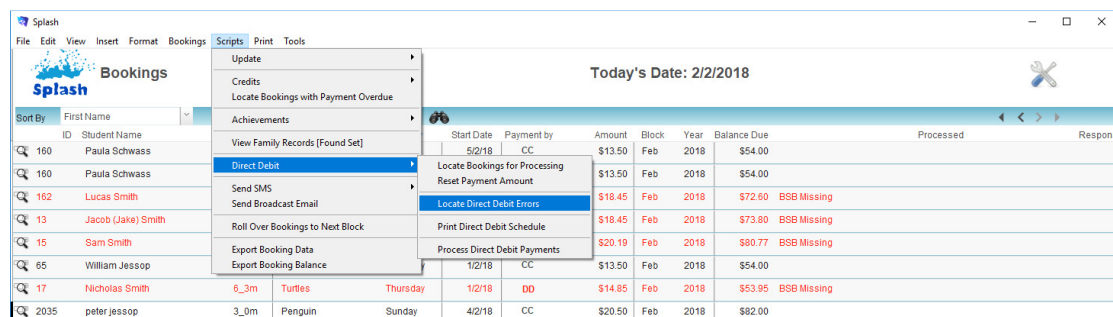 Splash
File Edit View Insert Format Bookings Scripts Print Tools
Splash
Bookings
Today's Date: 2/2/2018
Update
Credits
Locate Bookings with Payment Overdue
Achievements
View Family Records [Found Set]
Direct Debit
Send SMS
Send Broadcast Email
Roll Over Bookings to Next Block
Export Booking Data
Export Booking Balance
Locate Bookings for Processing
Reset Payment Amount
Locate Direct Debit Errors
Print Direct Debit Schedule
Process Direct Debit Payments
Sort By First Name
ID Student Name Start Date Payment by Amount Block Year Balance Due Processed Respon
160 Paula Schwass 5/2/18 CC $13.50 Feb 2018 $54.00
160 Paula Schwass $13.50 Feb 2018 $54.00
162 Lucas Smith $18.45 Feb 2018 $72.60 BSB Missing
13 Jacob (Jake) Smith $18.45 Feb 2018 $73.80 BSB Missing
15 Sam Smith $20.19 Feb 2018 $80.77 BSB Missing
65 William Jessop 1/2/18 CC $13.50 Feb 2018 $54.00
17 Nicholas Smith 6_3m Turtles Thursday 1/2/18 DD $14.85 Feb 2018 $53.95 BSB Missing
2035 peter jessop 3_0m Penguin Sunday 4/2/18 CC $20.50 Feb 2018 $82.00